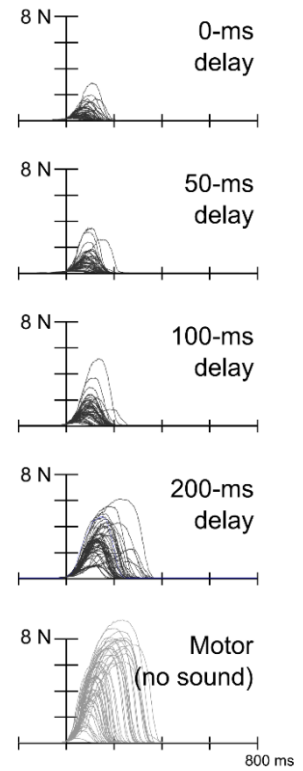 8 N
0-ms
delay
8 N
50-ms
delay
8 N
100-ms
delay
8 N
200-ms
delay
8 N
Motor
(no sound)
800 ms